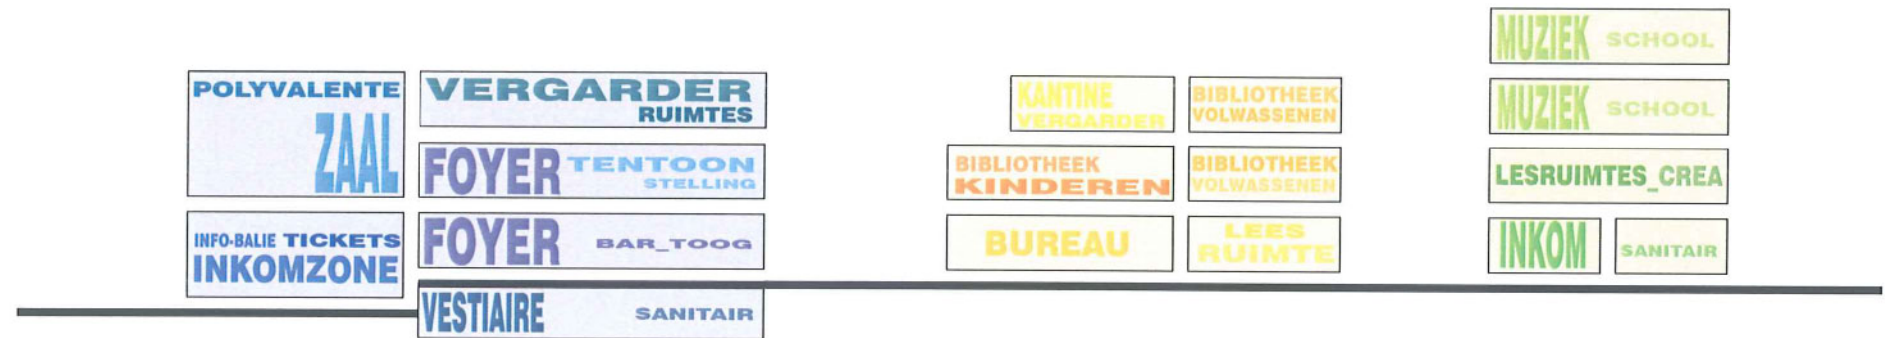 POLYVALENTE
ZAAL
INFO-BALIE TICKETS
INKOMZONE
VERGARDER
RUIMTES
FOYER TENTOON
STELLING
FOYER BAR_TOOG
VESTIAIRE SANITAIR
KANTINE
VERGARDER
BIBLIOTHEEK
VOLWASSENEN
BIBLIOTHEEK
KINDEREN
BIBLIOTHEEK
VOLWASSENEN
BUREAU
LEES
RUIMTE
MUZIEK SCHOOL
MUZIEK SCHOOL
LESRUIMTES_CREA
INKOM
SANITAIR